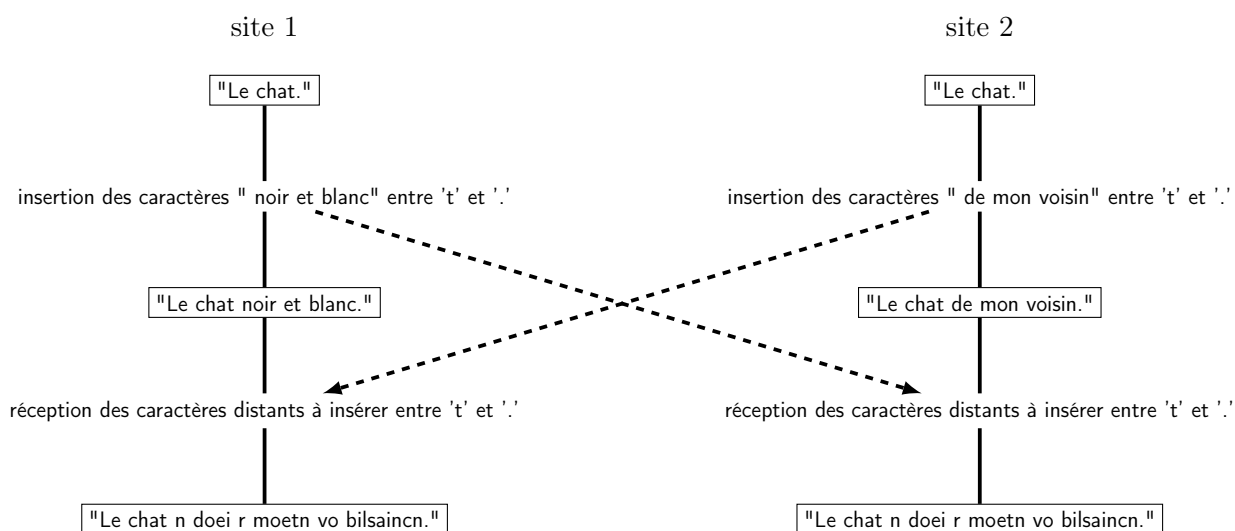 site 1
site 2
"Le chat."
"Le chat."
insertion des caractères " noir et blanc" entre 't' et '.'
insertion des caractères " de mon voisin" entre 't' et '.'
"Le chat noir et blanc."
"Le chat de mon voisin."
réception des caractères distants à insérer entre 't' et '.'
réception des caractères distants à insérer entre 't' et '.'
"Le chat n doei r moetn vo bilsaincn."
"Le chat n doei r moetn vo bilsaincn."